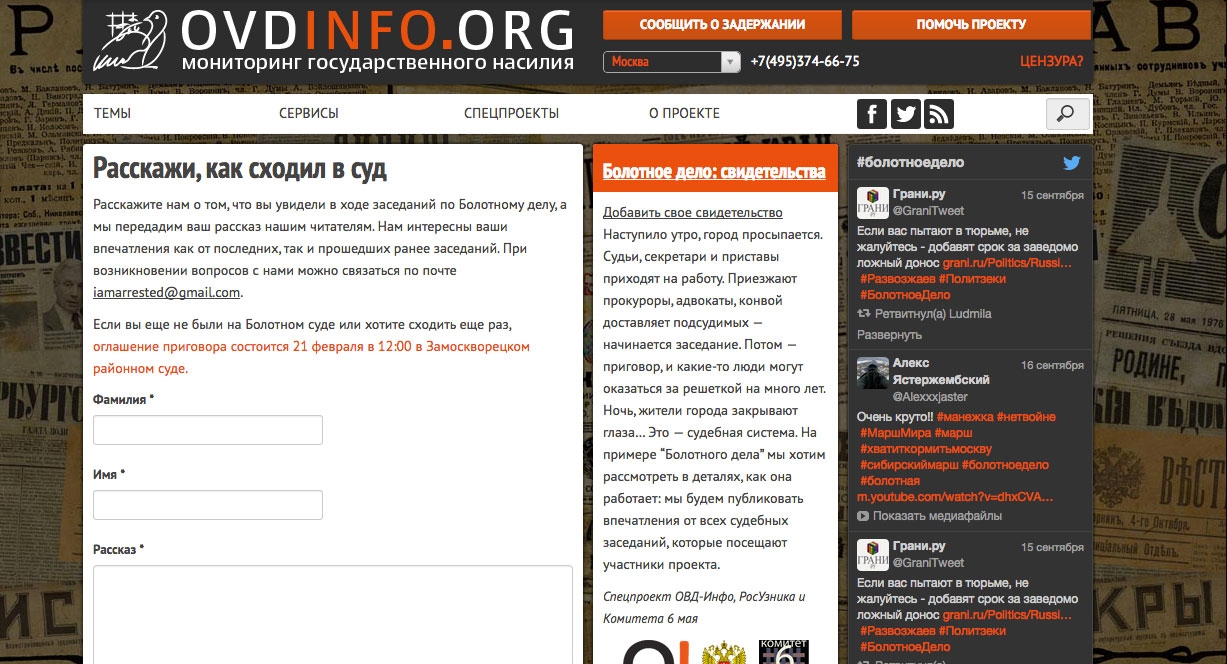 OVDINFO.ORG
мониторинг государственного насилия
СООБЩИТЬ О ЗАДЕРЖАНИИ
ПОМОЧЬ ПРОЕКТУ
Москва
+7(495)374-66-75
ЦЕНЗУРА?
ТЕМЫ
СЕРВИСЫ
СПЕЦПРОЕКТЫ
О ПРОЕКТЕ
Расскажи, как сходил в суд
Расскажите нам о том, что вы увидели в ходе заседаний по Болотному делу, а
мы передадим ваш рассказ нашим читателям. Нам интересны ваши
впечатления как от последних, так и прошедших ранее заседаний. При
возникновении вопросов с нами можно связаться по почте
iamarrested@gmail.com.
Если вы еще не были на Болотном суде или хотите сходить еще раз,
оглашение приговора состоится 21 февраля в 12:00 в Замоскворецком
районном суде.
Фамилия *
Имя *
Рассказ *
Болотное дело: свидетельства
Добавить свое свидетельство
Наступило утро, город просыпается.
Судьи, секретари и приставы
приходят на работу. Приезжают
прокуроры, адвокаты, конвой
доставляет подсудимых —
начинается заседание. Потом —
приговор, и какие-то люди могут
оказаться за решеткой на много лет.
Ночь, жители города закрывают
глаза... Это — судебная система. На
примере “Болотного дела” мы хотим
рассмотреть в деталях, как она
работает: мы будем публиковать
впечатления от всех судебных
заседаний, которые посещают
участники проекта.
Спецпроект ОВД-Инфо, РосУзника и
Комитета 6 мая
КОМИТЕТ
6
#болотноедело
Грани.ру
15 сентября
@GraniTweet
Если вас пытают в тюрьме, не
жалуйтесь - добавят срок за заведомо
ложный донос grani.ru/Politics/Russi...
#Развозжаев #Политзеки
#БолотноеДело
Ретвитнул(а) Ludmila
Развернуть
Алекс
Ястержембский
16 сентября
@Alexxxjaster
Очень круто!! #манежка #нетвойне
#МаршМира #марш
#хватиткормитьмоскву
#сибирскиймарш #болотноедело
#болотная
m.youtube.com/watch?v=dhxCVA...
Показать медиафайлы
Грани.ру
15 сентября
@GraniTweet
Если вас пытают в тюрьме, не
жалуйтесь - добавят срок за заведомо
ложный донос grani.ru/Politics/Russi...
#Развозжаев #Политзеки
#БолотноеДело
ПЯТНИЦА, 28 мая 1976
РОДИНЕ,